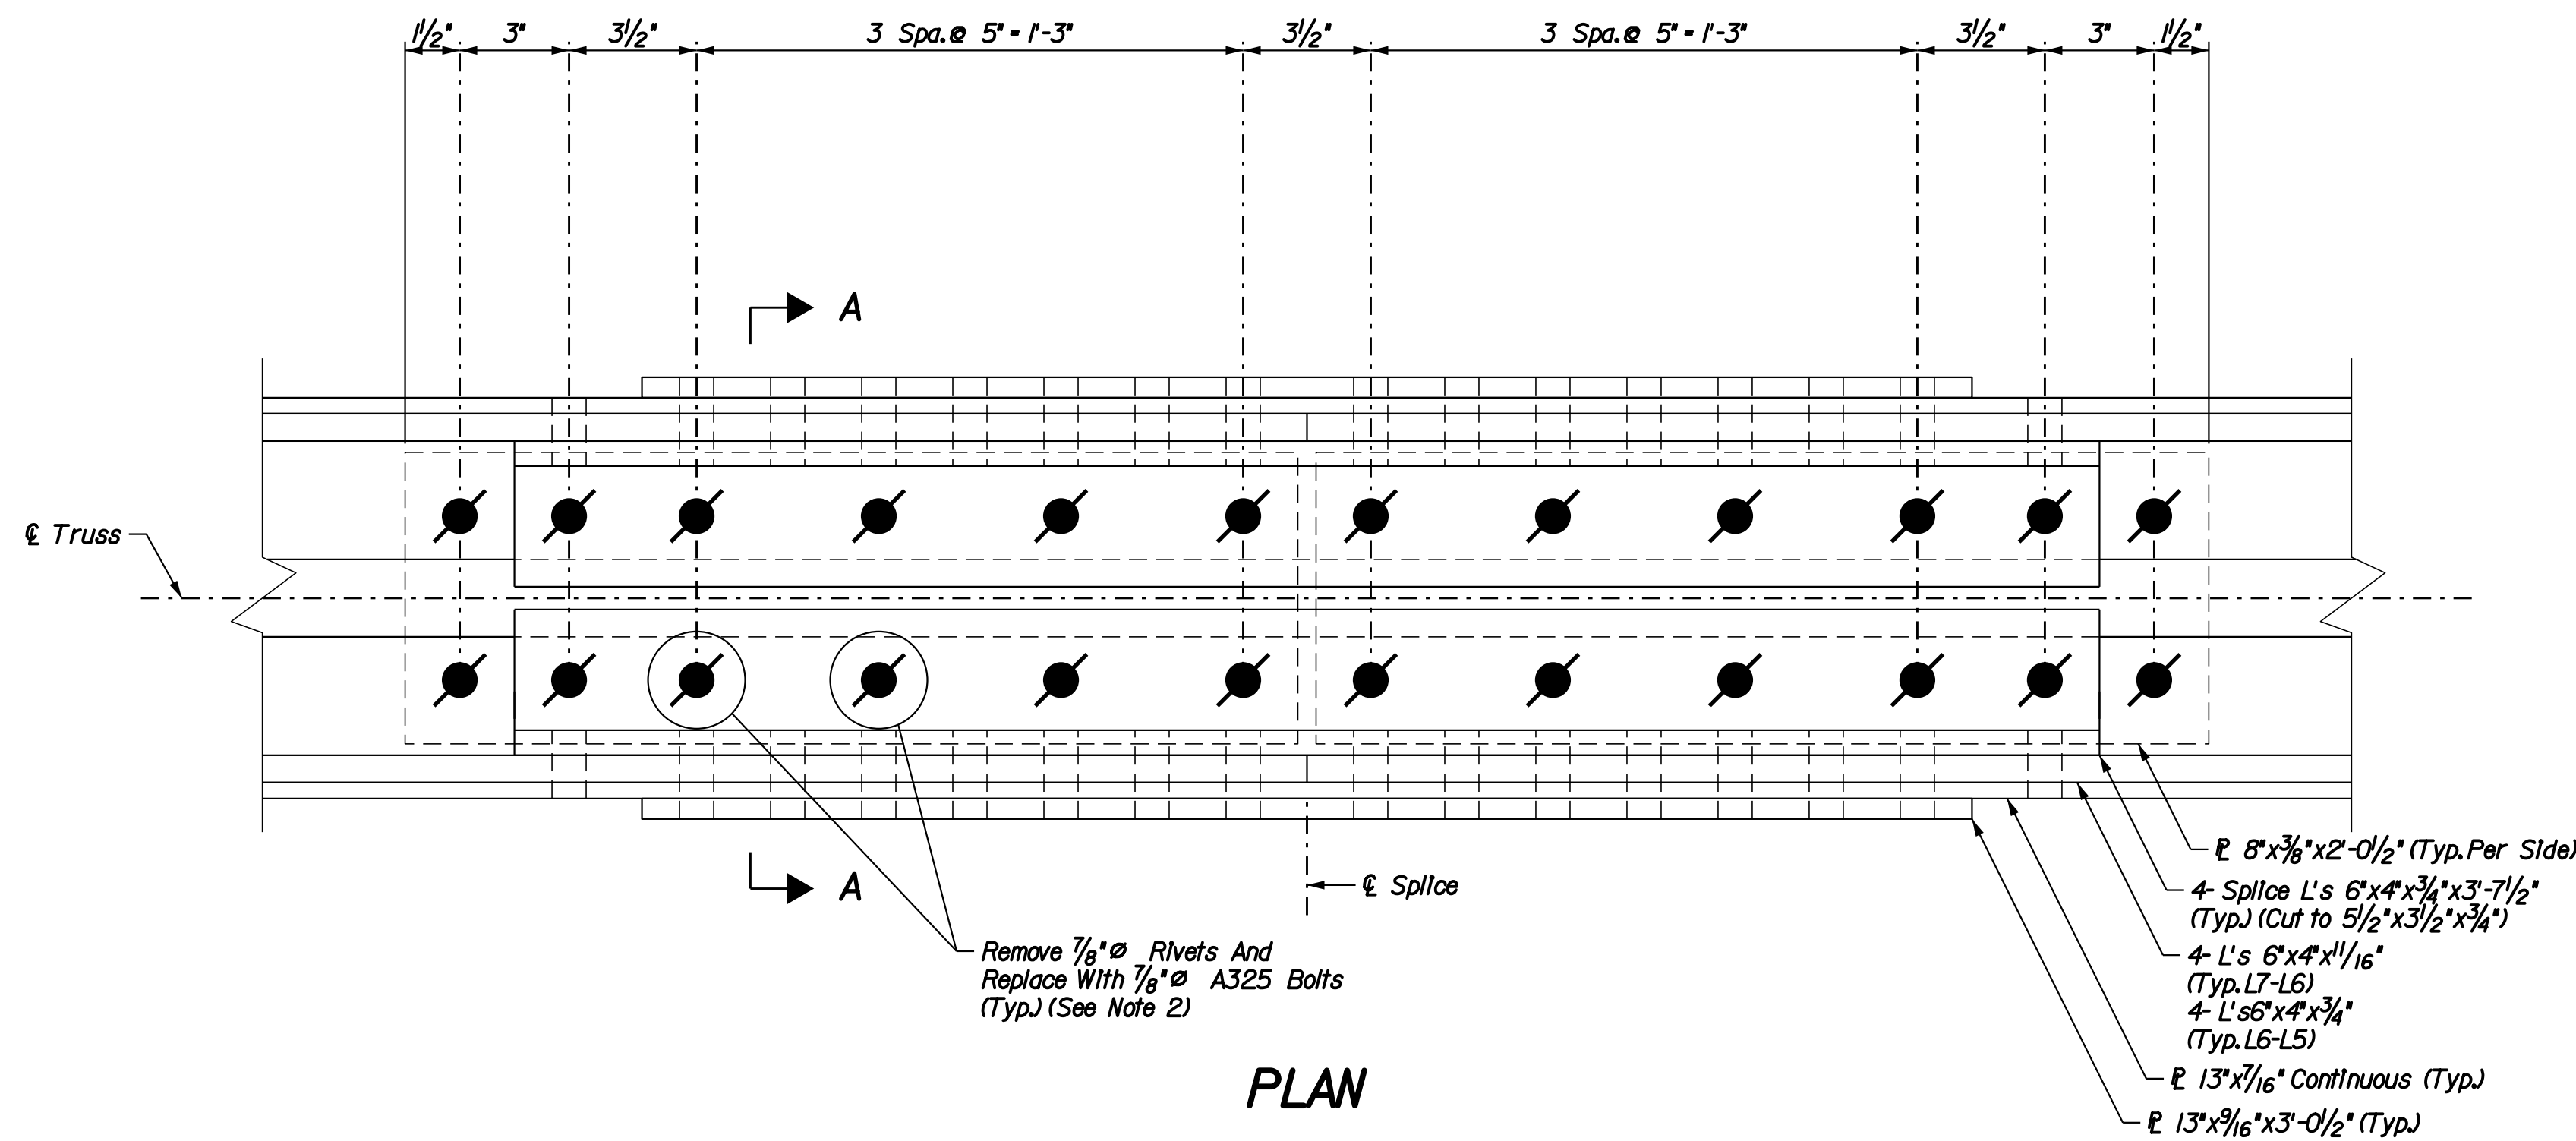 1½" 3" 3½" 3 Spa.@ 5" = 1'-3" 3½" 3 Spa.@ 5" = 1'-3" 3½" 3" 1½"
A
℄ Truss
A
℄ Splice
℄ 8"x⅜"x2'-0½" (Typ. Per Side)
4- Splice L's 6"x4"x¾"x3'-7½"
(Typ.) (Cut to 5½"x3½"x¾")
4- L's 6"x4"x11/16"
(Typ. L7-L6)
4- L's6"x4"x¾"
(Typ. L6-L5)
Remove ⅞"Ø Rivets And
Replace With ⅞"Ø A325 Bolts
(Typ.) (See Note 2)
PL 13"x7/16" Continuous (Typ.)
PL 13"x9/16"x3'-0½" (Typ.)
PLAN